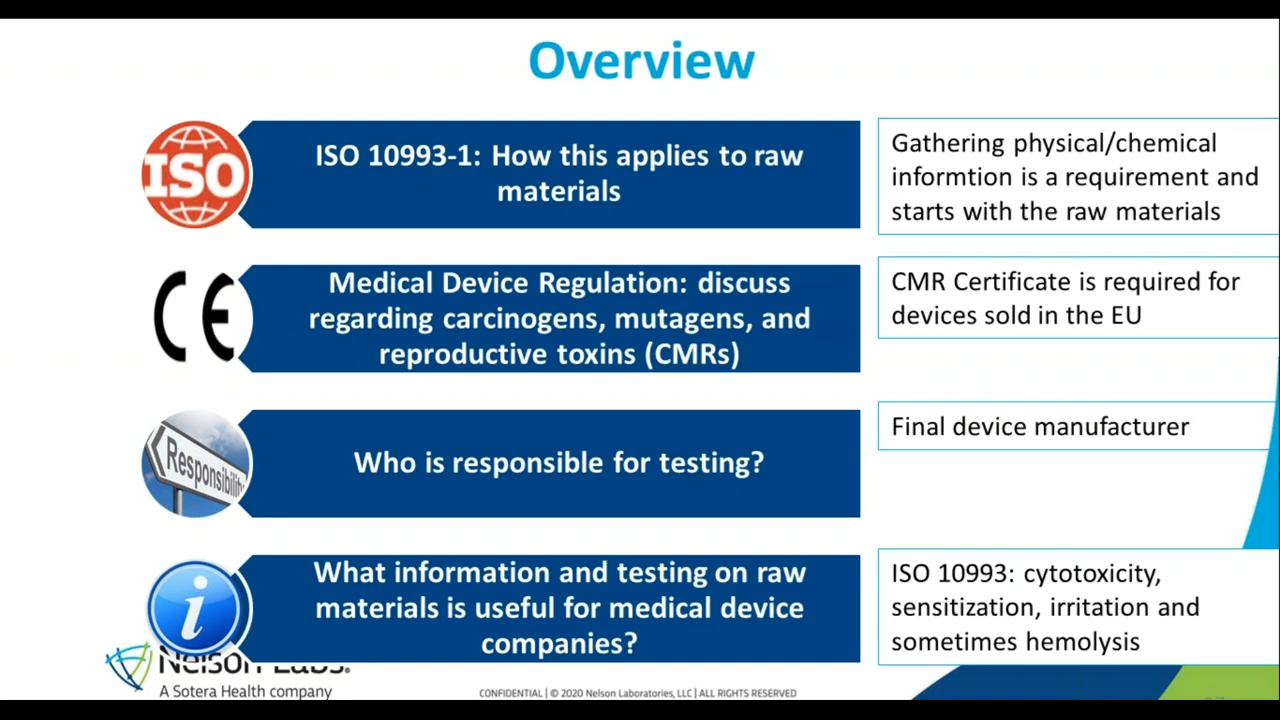 Overview
ISO
ISO 10993-1: How this applies to raw
materials
Gathering physical/chemical
informtion is a requirement and
starts with the raw materials
CE
Medical Device Regulation: discuss
regarding carcinogens, mutagens, and
reproductive toxins (CMRs)
CMR Certificate is required for
devices sold in the EU
Responsibility
Who is responsible for testing?
Final device manufacturer
i
What information and testing on raw
materials is useful for medical device
companies?
ISO 10993: cytotoxicity,
sensitization, irritation and
sometimes hemolysis
Nelson Labs®
A Sotera Health company
CONFIDENTIAL | © 2020 Nelson Laboratories, LLC | ALL RIGHTS RESERVED